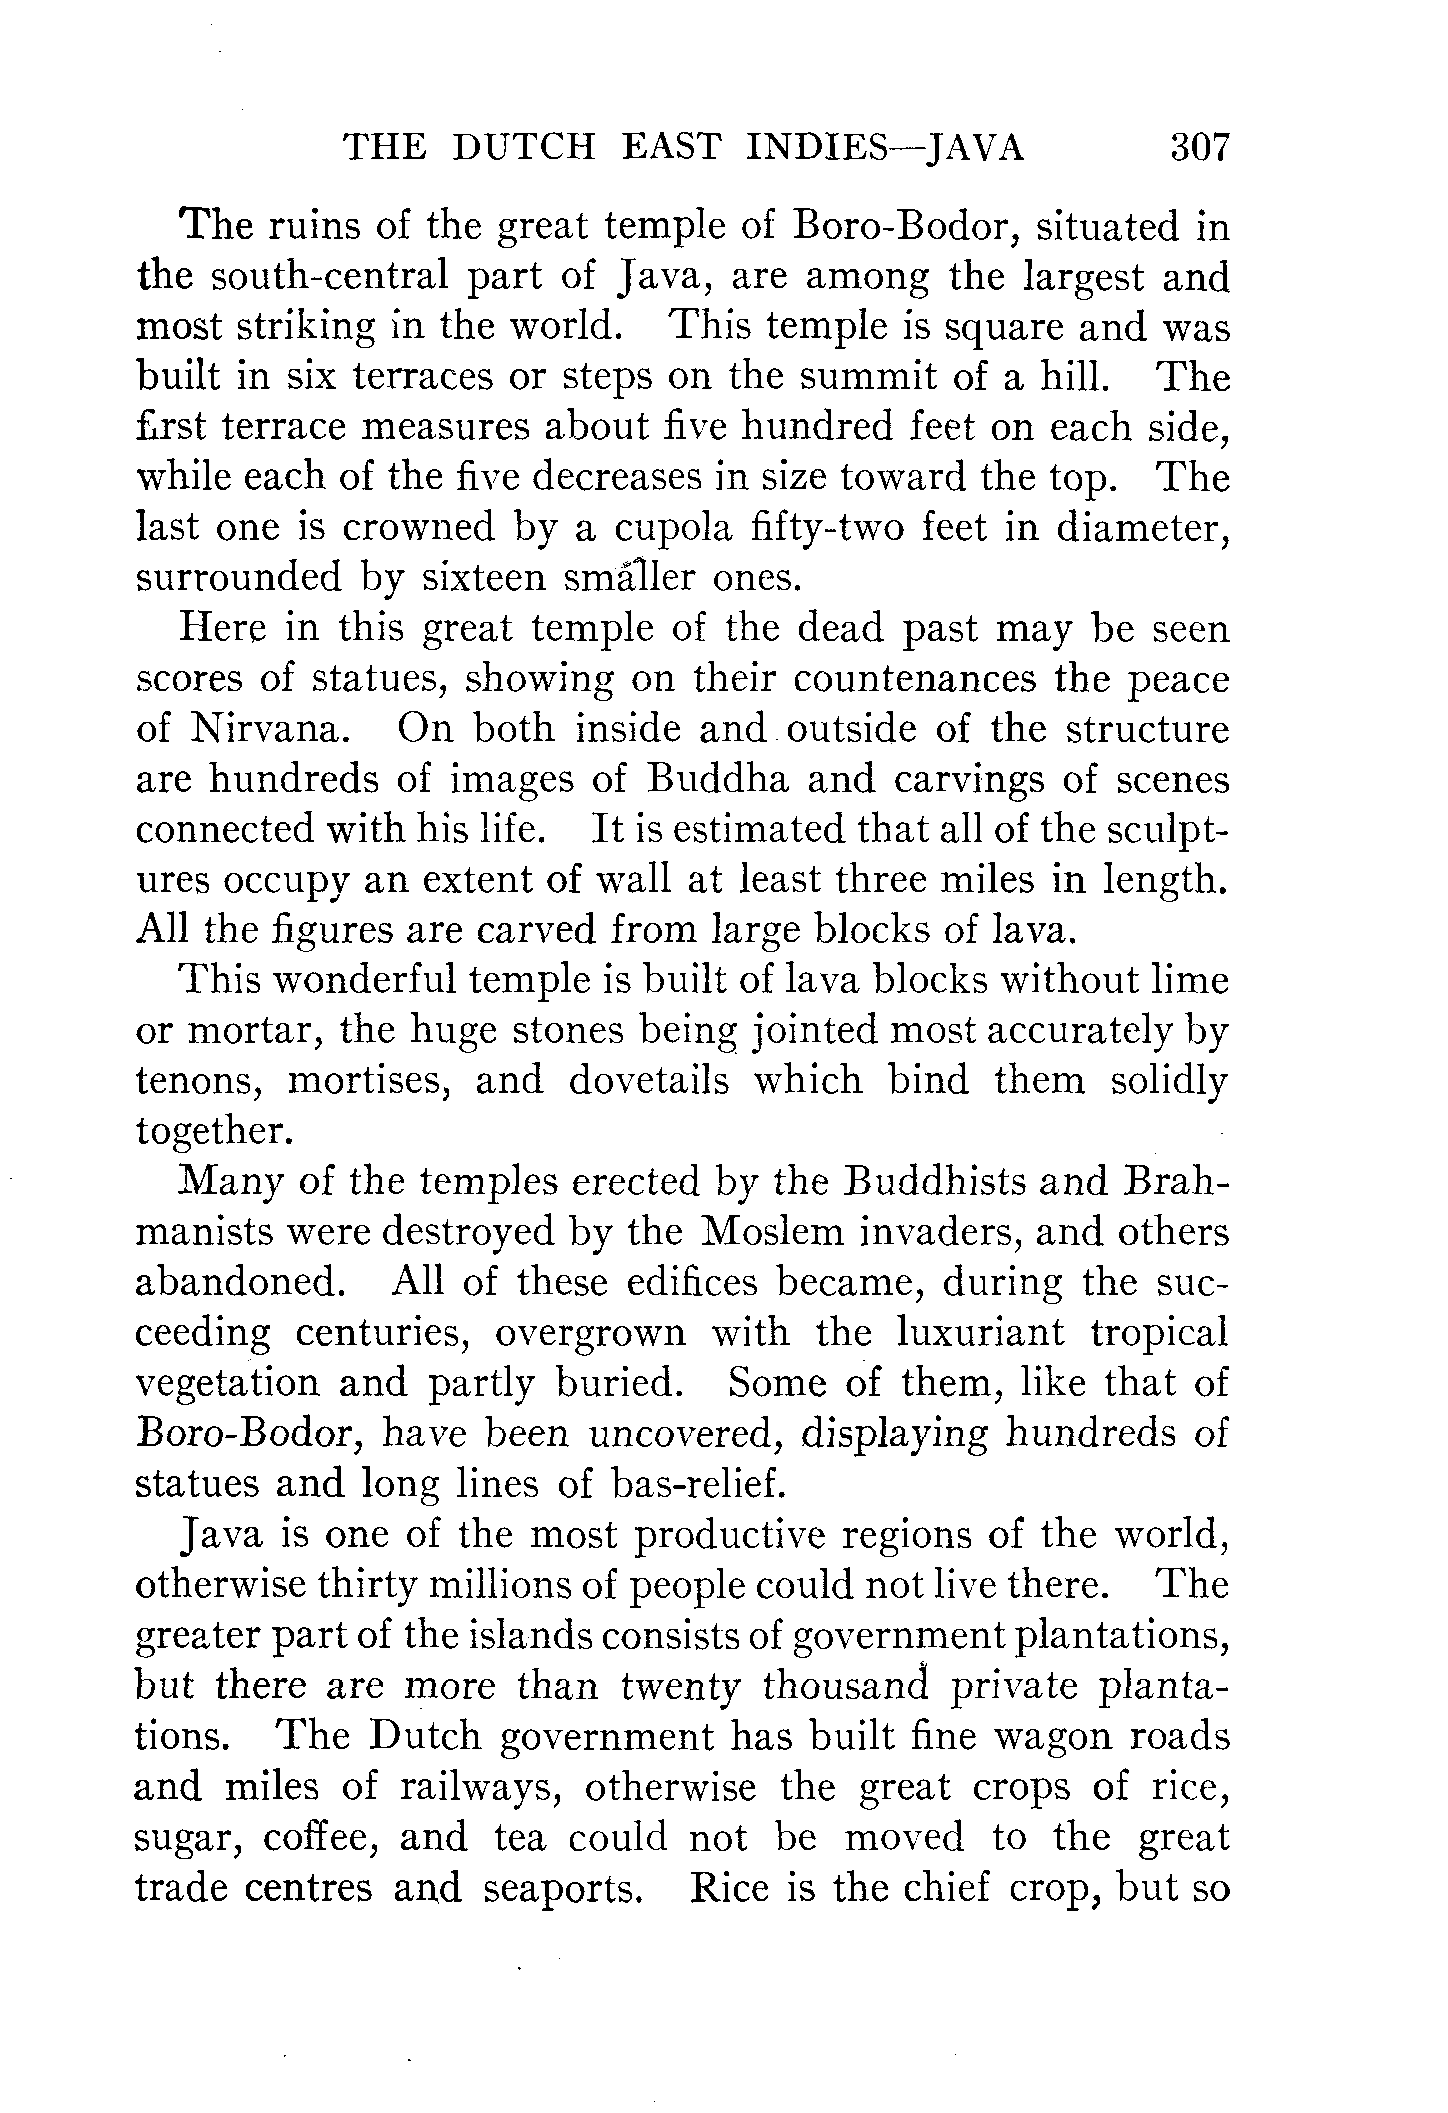 THE DUTCH EAST INDIES—JAVA 307
The ruins of the great temple of Boro-Bodor, situated in
the south-central part of Java, are among the largest and
most striking in the world. This temple is square and was
built in six terraces or steps on the summit of a hill. The
first terrace measures about five hundred feet on each side,
while each of the five decreases in size toward the top. The
last one is crowned by a cupola fifty-two feet in diameter,
surrounded by sixteen smaller ones.
Here in this great temple of the dead past may be seen
scores of statues, showing on their countenances the peace
of Nirvana. On both inside and outside of the structure
are hundreds of images of Buddha and carvings of scenes
connected with his life. It is estimated that all of the sculpt-
ures occupy an extent of wall at least three miles in length.
All the figures are carved from large blocks of lava.
This wonderful temple is built of lava blocks without lime
or mortar, the huge stones being jointed most accurately by
tenons, mortises, and dovetails which bind them solidly
together.
Many of the temples erected by the Buddhists and Brah-
manists were destroyed by the Moslem invaders, and others
abandoned. All of these edifices became, during the suc-
ceeding centuries, overgrown with the luxuriant tropical
vegetation and partly buried. Some of them, like that of
Boro-Bodor, have been uncovered, displaying hundreds of
statues and long lines of bas-relief.
Java is one of the most productive regions of the world,
otherwise thirty millions of people could not live there. The
greater part of the islands consists of government plantations,
but there are more than twenty thousand private planta-
tions. The Dutch government has built fine wagon roads
and miles of railways, otherwise the great crops of rice,
sugar, coffee, and tea could not be moved to the great
trade centres and seaports. Rice is the chief crop, but so